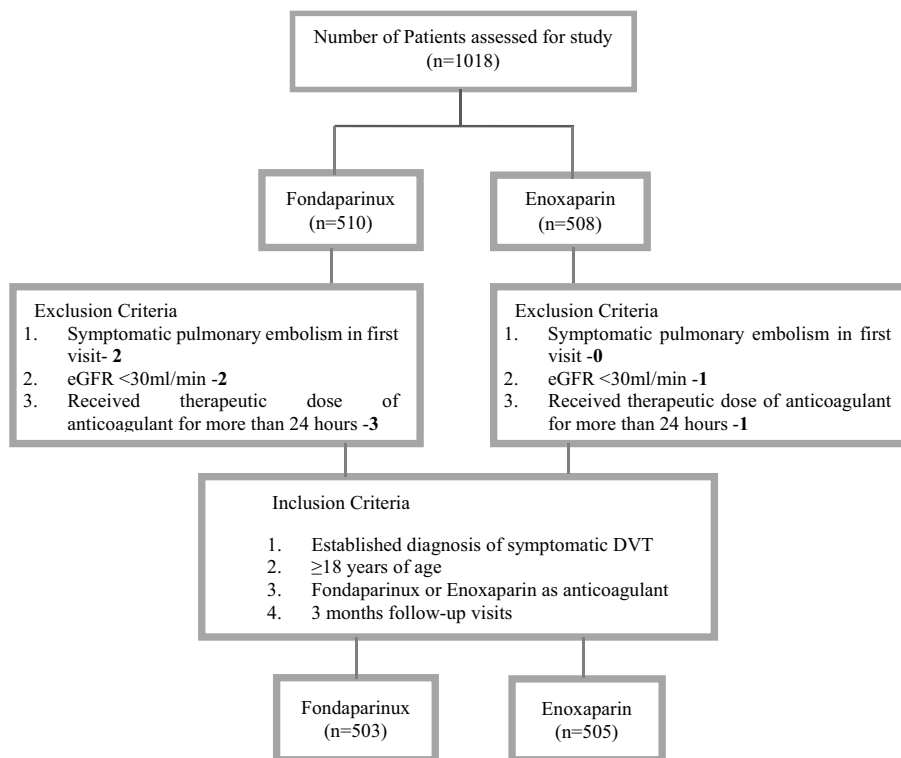 Number of Patients assessed for study
(n=1018)
Fondaparinux
(n=510)
Enoxaparin
(n=508)
Exclusion Criteria
1. Symptomatic pulmonary embolism in first
visit- 2
2. eGFR <30ml/min -2
3. Received therapeutic dose of
anticoagulant for more than 24 hours -3
Exclusion Criteria
1. Symptomatic pulmonary embolism in first
visit -0
2. eGFR <30ml/min -1
3. Received therapeutic dose of anticoagulant
for more than 24 hours -1
Inclusion Criteria
1. Established diagnosis of symptomatic DVT
2. ≥18 years of age
3. Fondaparinux or Enoxaparin as anticoagulant
4. 3 months follow-up visits
Fondaparinux
(n=503)
Enoxaparin
(n=505)